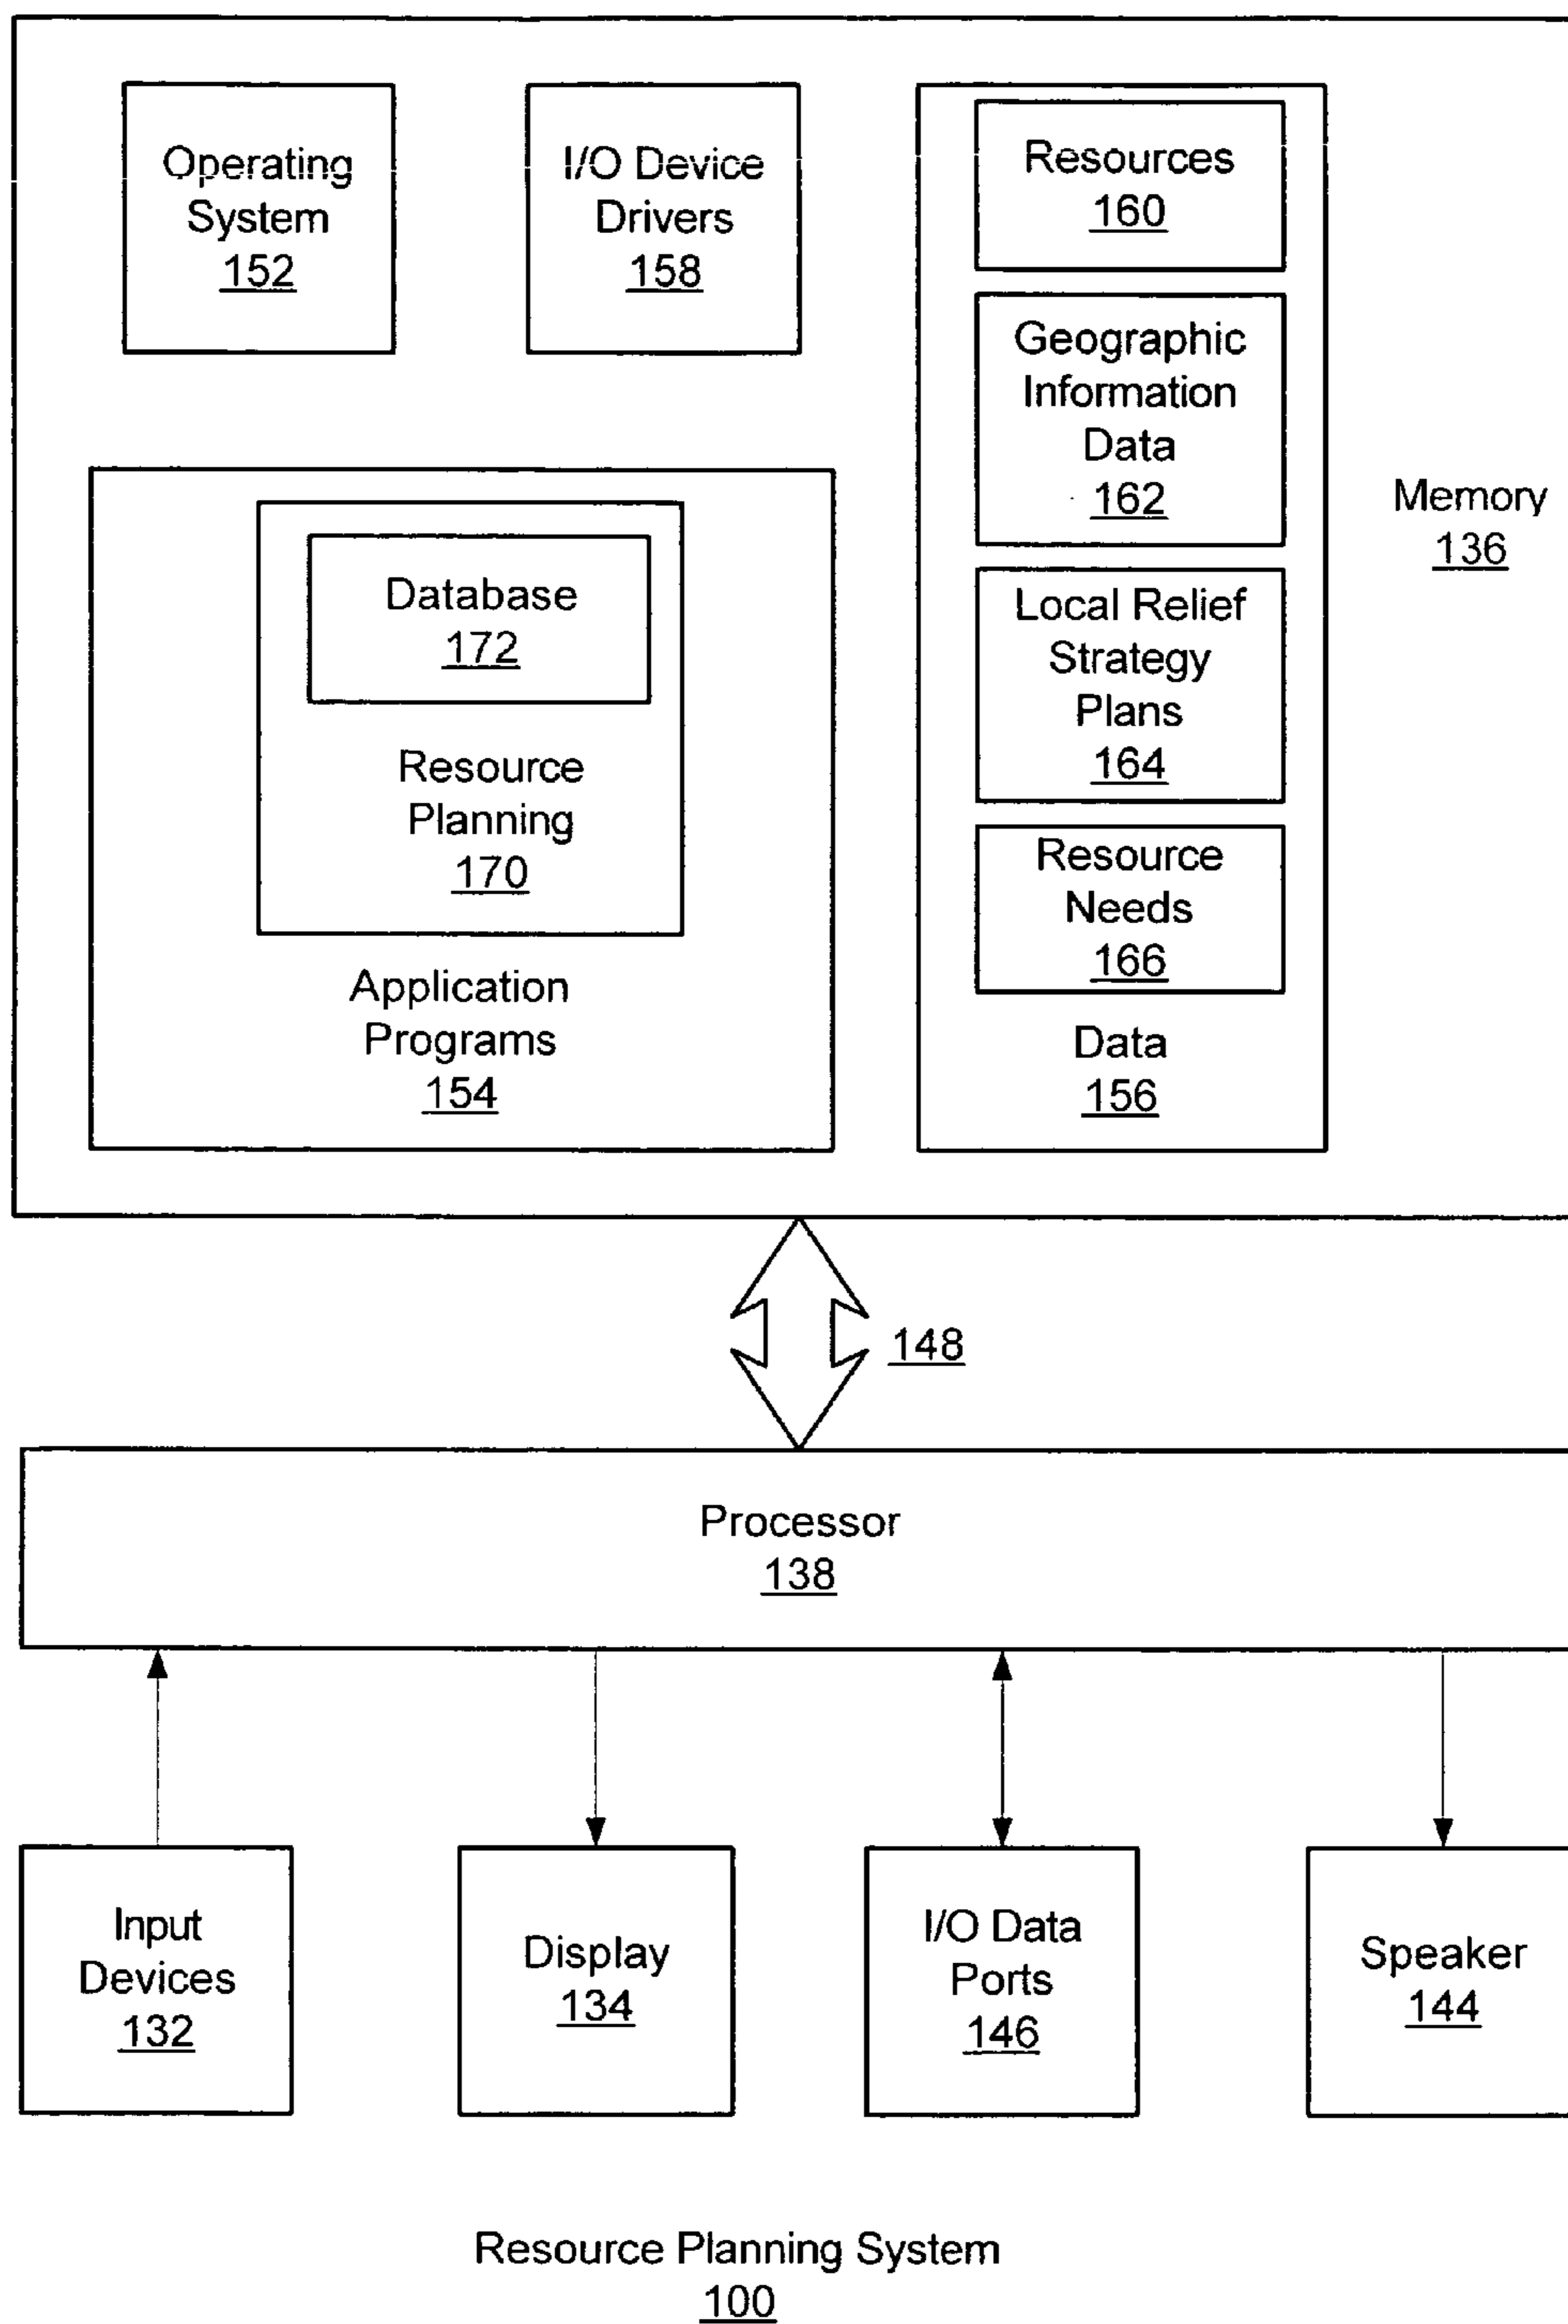 Operating
System
152
I/O Device
Drivers
158
Resources
160
Geographic
Information
Data
162
Local Relief
Strategy
Plans
164
Resource
Needs
166
Data
156
Memory
136
Database
172
Resource
Planning
170
Application
Programs
154
148
Processor
138
Input
Devices
132
Display
134
I/O Data
Ports
146
Speaker
144
Resource Planning System
100